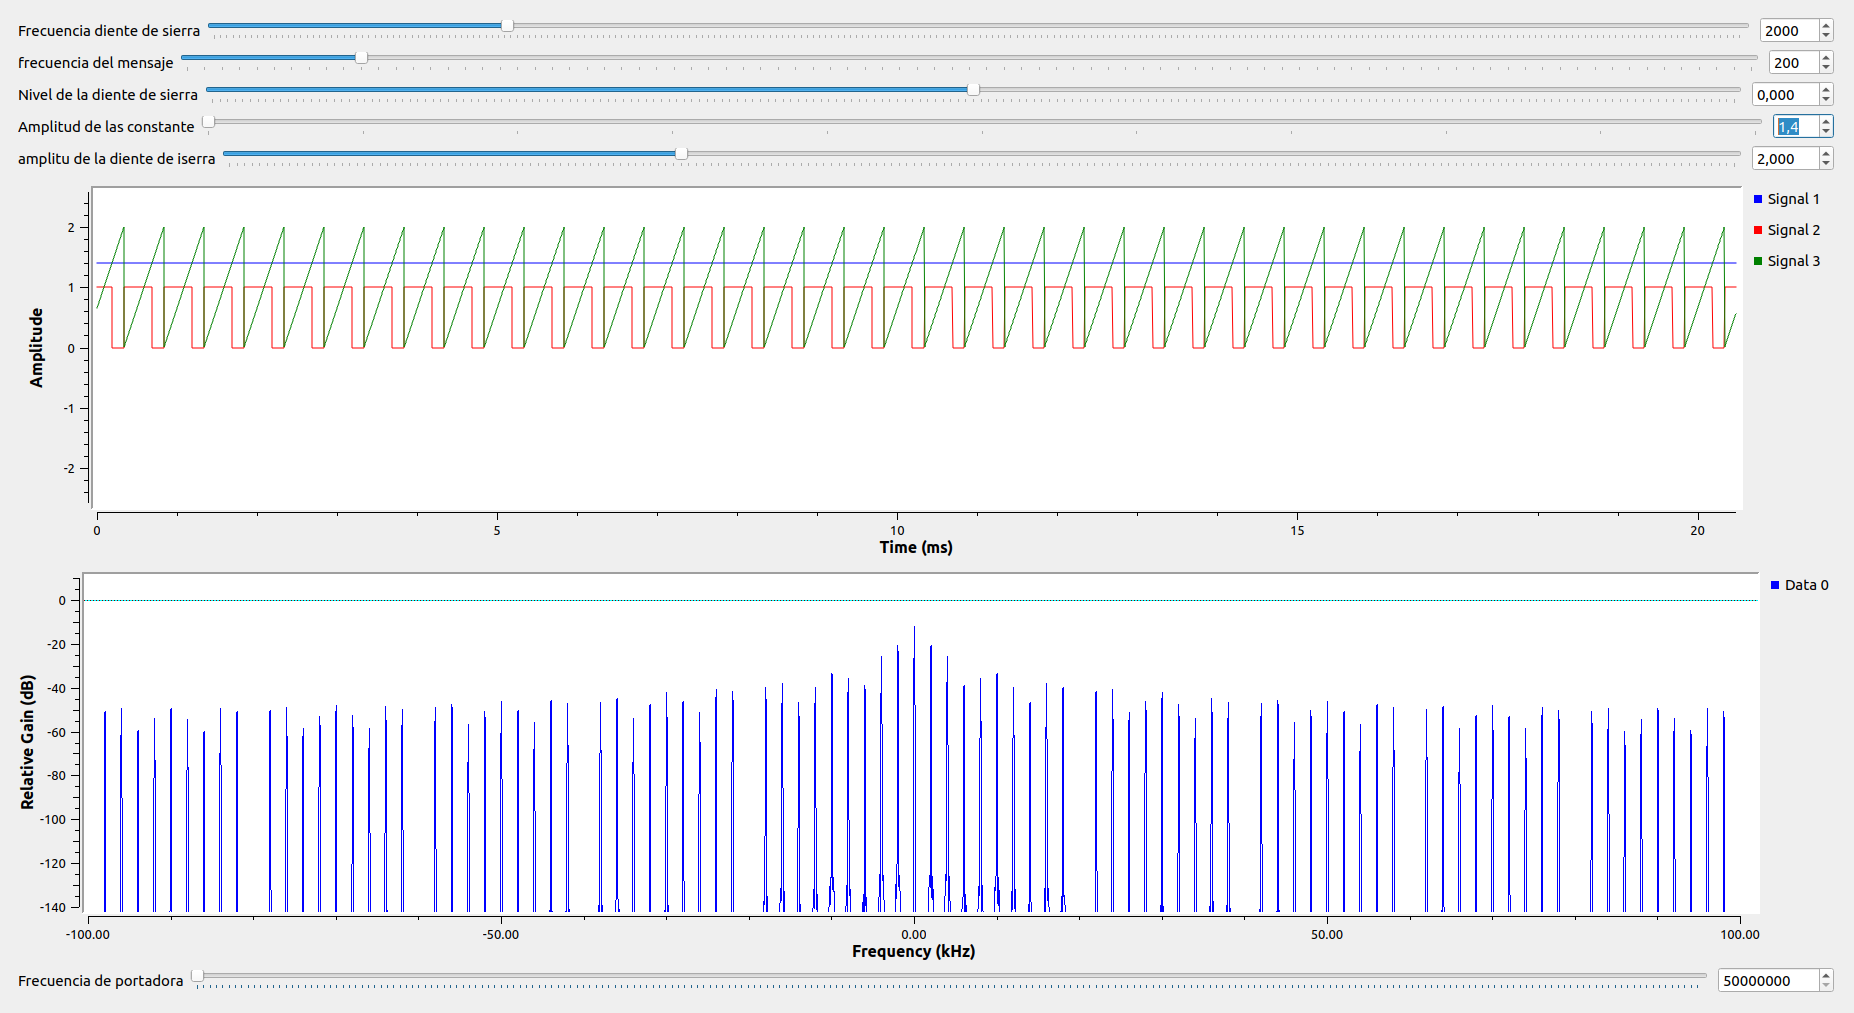 Frecuencia diente de sierra 2000
frecuencia del mensaje 200
Nivel de la diente de sierra 0,000
Amplitud de las constante 1,4
amplitu de la diente de iserra 2,000
Signal 1
Signal 2
Signal 3
Amplitude
2
1
0
-1
-2
0 5 10 15 20
Time (ms)
Data 0
Relative Gain (dB)
0
-20
-40
-60
-80
-100
-120
-140
-100.00 -50.00 0.00 50.00 100.00
Frequency (kHz)
Frecuencia de portadora 50000000